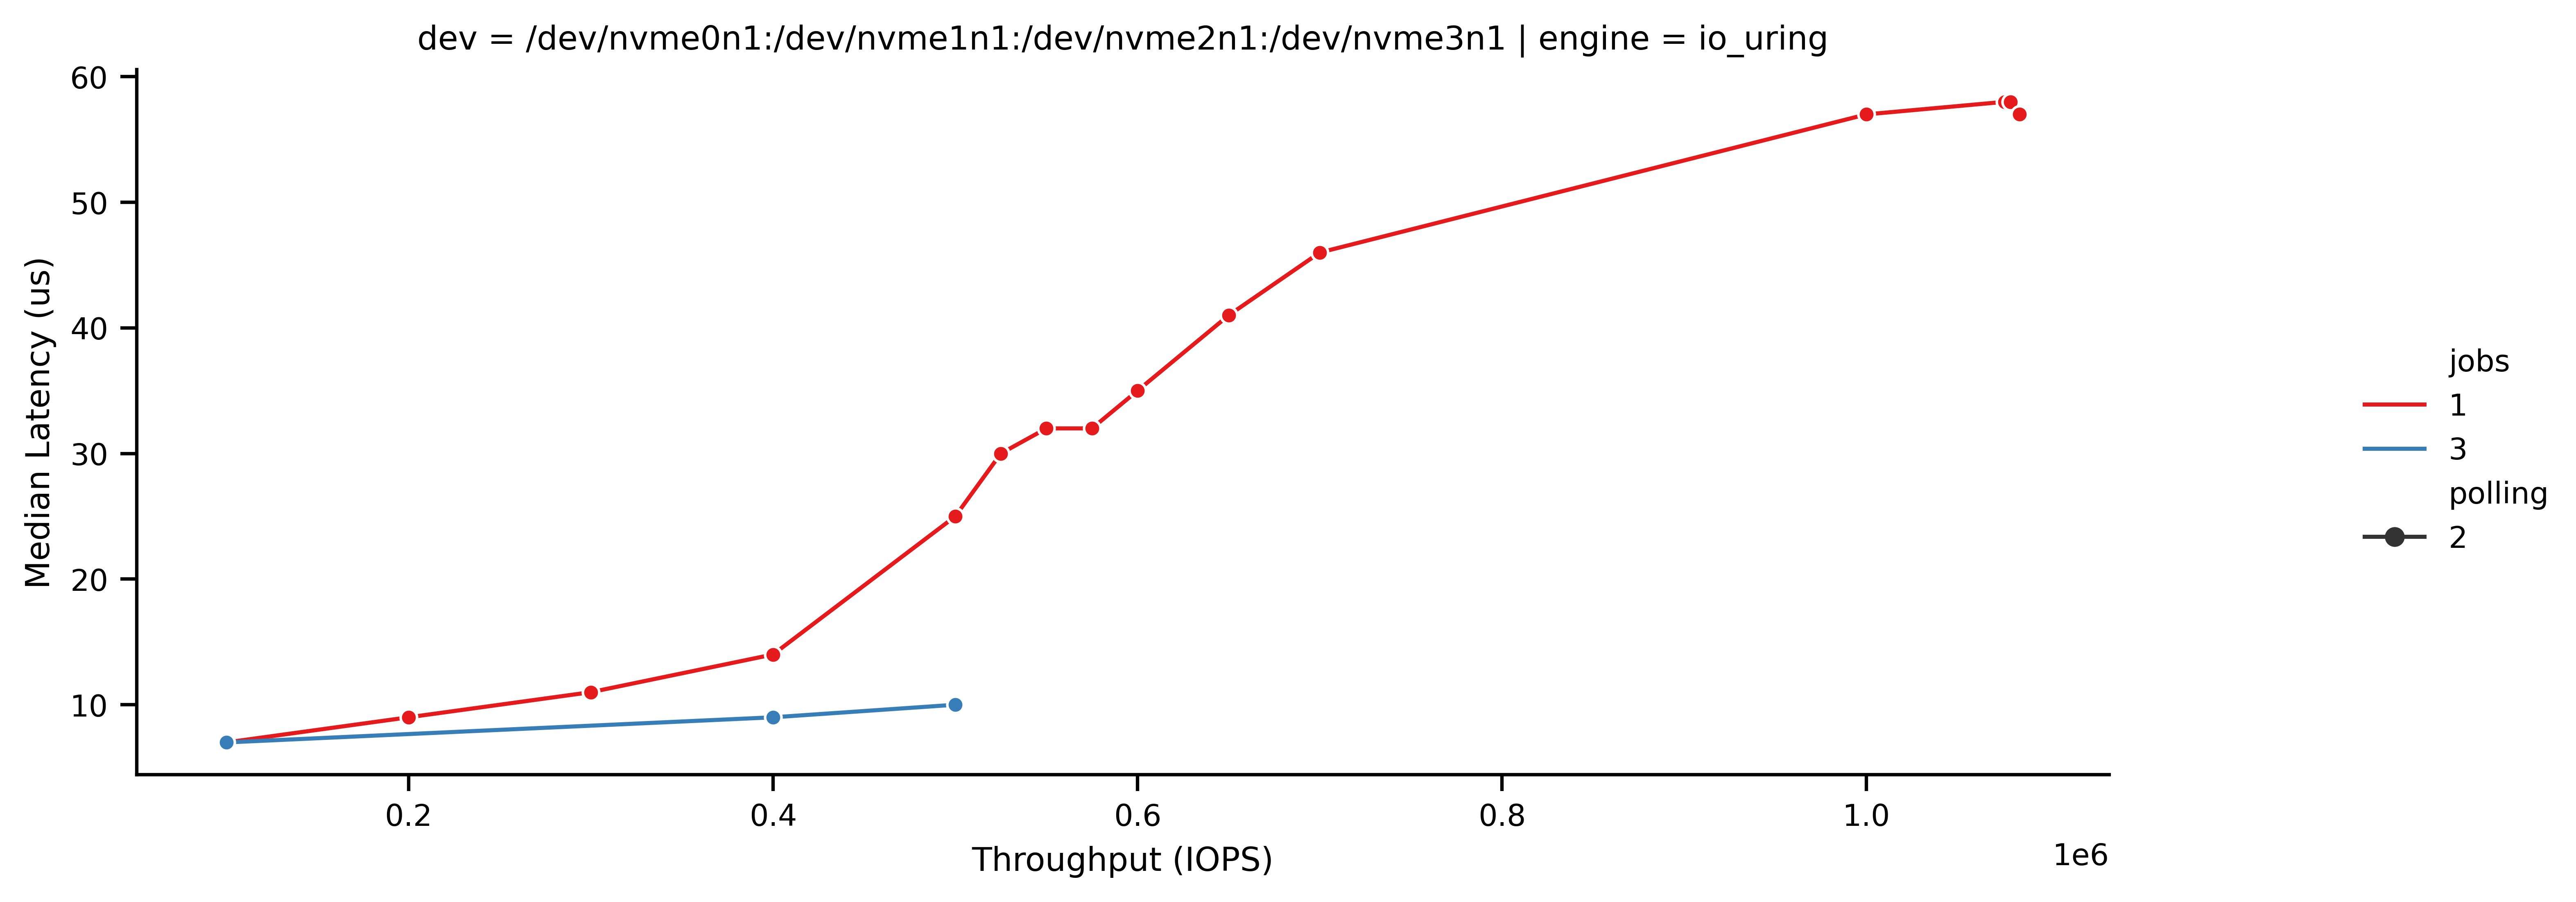 dev = /dev/nvme0n1:/dev/nvme1n1:/dev/nvme2n1:/dev/nvme3n1 | engine = io_uring
60
50
40
30
20
10
Median Latency (us)
0.2 0.4 0.6 0.8 1.0
1e6
Throughput (IOPS)
jobs
1
3
polling
2